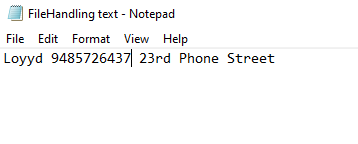 FileHandling text - Notepad
File Edit Format View Help
Loyyd 9485726437 23rd Phone Street